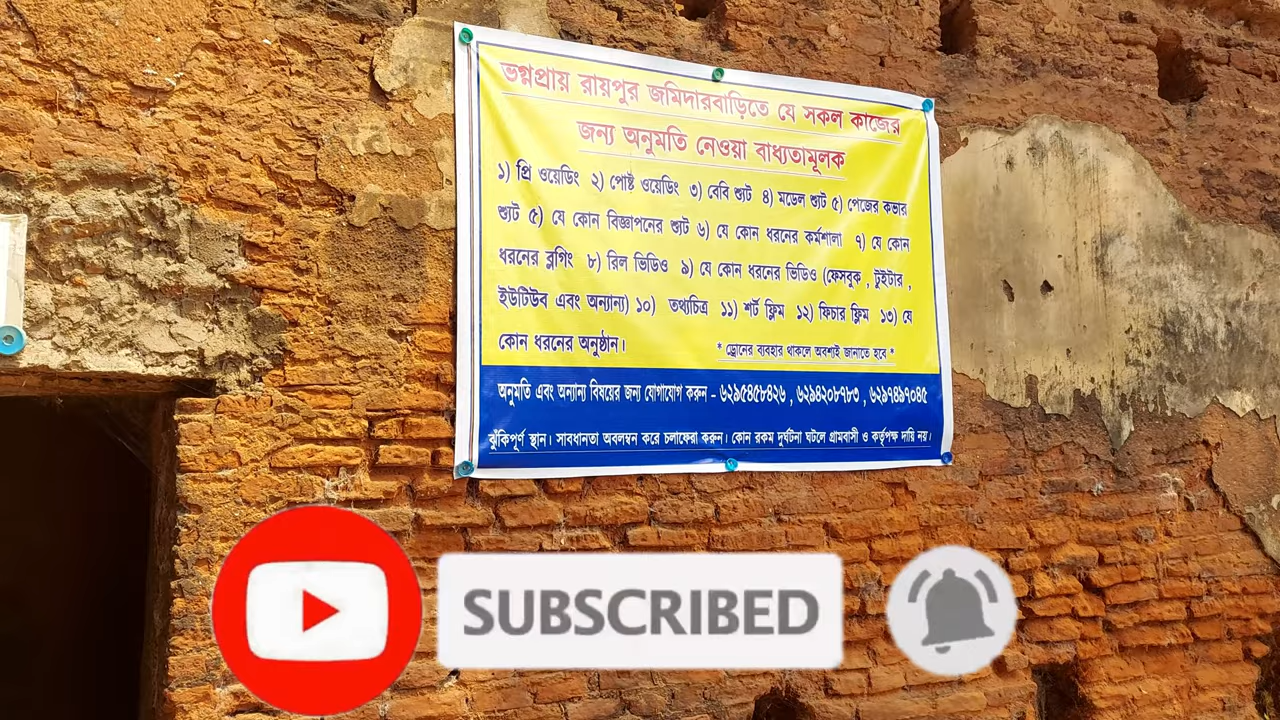 ভগ্নপ্রায় রায়পুর জমিদারবাড়িতে যে সকল কাজের
জন্য অনুমতি নেওয়া বাধ্যতামূলক
১) প্রি ওয়েডিং ২) পোষ্ট ওয়েডিং ৩) বেবি শ্যুট ৪) মডেল শ্যুট ৫) পেজের কভার
শ্যুট ৫) যে কোন বিজ্ঞাপনের শ্যুট ৬) যে কোন ধরনের কর্মশালা ৭) যে কোন
ধরনের ব্লগিং ৮) রিল ভিডিও ৯) যে কোন ধরনের ভিডিও (ফেসবুক , টুইটার ,
ইউটিউব এবং অন্যান্য) ১০) তথ্যচিত্র ১১) শর্ট ফ্লিম ১২) ফিচার ফ্লিম ১৩) যে
কোন ধরনের অনুষ্ঠান।
* ড্রোনের ব্যবহার থাকলে অবশ্যই জানাতে হবে *
অনুমতি এবং অন্যান্য বিষয়ের জন্য যোগাযোগ করুন - ৬২৯৫৪৫৮৪২৬ , ৬২৯৪২০৮৭৮৩ , ৬২৯৭৪৯৭০৪৫
ঝুঁকিপূর্ণ স্থান। সাবধানতা অবলম্বন করে চলাফেরা করুন। কোন রকম দুর্ঘটনা ঘটলে গ্রামবাসী ও কর্তৃপক্ষ দায়ি নয়।
SUBSCRIBED